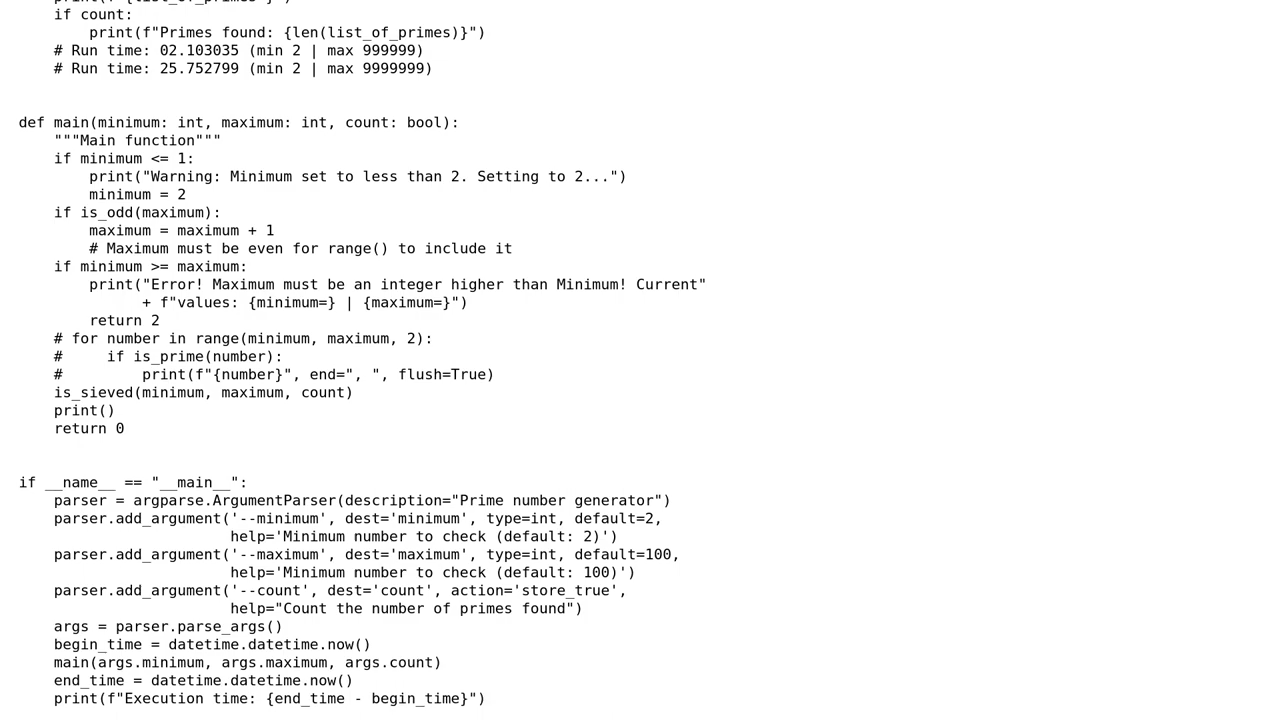 if count:
print(f"Primes found: {len(list_of_primes)}")
# Run time: 02.103035 (min 2 | max 999999)
# Run time: 25.752799 (min 2 | max 9999999)
def main(minimum: int, maximum: int, count: bool):
"""Main function"""
if minimum <= 1:
print("Warning: Minimum set to less than 2. Setting to 2...")
minimum = 2
if is_odd(maximum):
maximum = maximum + 1
# Maximum must be even for range() to include it
if minimum >= maximum:
print("Error! Maximum must be an integer higher than Minimum! Current"
+ f"values: {minimum=} | {maximum=}")
return 2
# for number in range(minimum, maximum, 2):
#     if is_prime(number):
#         print(f"{number}", end=", ", flush=True)
is_sieved(minimum, maximum, count)
print()
return 0
if __name__ == "__main__":
parser = argparse.ArgumentParser(description="Prime number generator")
parser.add_argument('--minimum', dest='minimum', type=int, default=2,
help='Minimum number to check (default: 2)')
parser.add_argument('--maximum', dest='maximum', type=int, default=100,
help='Minimum number to check (default: 100)')
parser.add_argument('--count', dest='count', action='store_true',
help="Count the number of primes found")
args = parser.parse_args()
begin_time = datetime.datetime.now()
main(args.minimum, args.maximum, args.count)
end_time = datetime.datetime.now()
print(f"Execution time: {end_time - begin_time}")